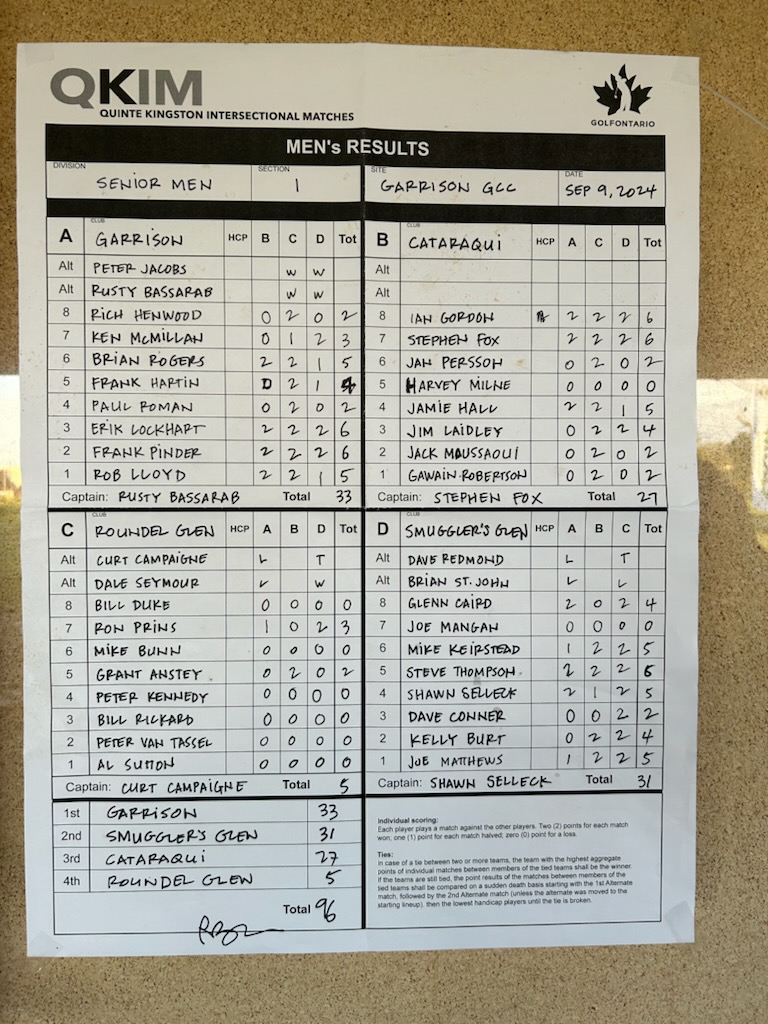 QKIM
QUINTE KINGSTON INTERSECTIONAL MATCHES
GOLFONTARIO
MEN's RESULTS
DIVISION SENIOR MEN SECTION 1 SITE GARRISON GCC DATE SEP 9, 2024
A CLUB GARRISON HCP B C D Tot
Alt PETER JACOBS W W
Alt RUSTY BASSARAB W W
8 RICH HENWOOD 0 2 0 2
7 KEN McMILLAN 0 1 2 3
6 BRIAN ROGERS 2 2 1 5
5 FRANK HARTIN 2 1 4
4 PAUL ROMAN 0 2 0 2
3 ERIK LOCKHART 2 2 2 6
2 FRANK PINDER 2 2 2 6
1 ROB LLOYD 2 2 1 5
Captain: RUSTY BASSARAB Total 33
B CLUB CATARAQUI HCP A C D Tot
Alt
Alt
8 IAN GORDON 2 2 2 6
7 STEPHEN FOX 2 2 2 6
6 JAN PERSSON 0 2 0 2
5 HARVEY MILNE 0 0 0 0
4 JAMIE HALL 2 2 1 5
3 JIM LAIDLEY 0 2 2 4
2 JACK MOUSSAOUI 0 2 0 2
1 GAWAIN ROBERTSON 0 2 0 2
Captain: STEPHEN FOX Total 27
C CLUB ROUNDEL GLEN HCP A B D Tot
Alt CURT CAMPAIGNE L T
Alt DALE SEYMOUR L W
8 BILL DUKE 0 0 0 0
7 RON PRINS 1 0 2 3
6 MIKE BUNN 0 0 0 0
5 GRANT ANSTEY 0 2 0 2
4 PETER KENNEDY 0 0 0 0
3 BILL RICKARD 0 0 0 0
2 PETER VAN TASSEL 0 0 0 0
1 AL SUTTON 0 0 0 0
Captain: CURT CAMPAIGNE Total 5
D CLUB SMUGGLER'S GLEN HCP A B C Tot
Alt DAVE REDMOND L T
Alt BRIAN ST. JOHN L L
8 GLENN CAIRD 2 0 2 4
7 JOE MANGAN 0 0 0 0
6 MIKE KEIRSTEAD 1 2 2 5
5 STEVE THOMPSON 2 2 2 6
4 SHAWN SELLECK 2 1 2 5
3 DAVE CONNER 0 0 2 2
2 KELLY BURT 0 2 2 4
1 JOE MATTHEWS 1 2 2 5
Captain: SHAWN SELLECK Total 31
1st GARRISON 33
2nd SMUGGLER'S GLEN 31
3rd CATARAQUI 27
4th ROUNDEL GLEN 5
Total 96
Individual scoring:
Each player plays a match against the other players. Two (2) points for each match
won; one (1) point for each match halved; zero (0) point for a loss.
Ties:
In case of a tie between two or more teams, the team with the highest aggregate
points of individual matches between members of the tied teams shall be the winner.
If the teams are still tied, the point results of the matches between members of the
tied teams shall be compared on a sudden death basis starting with the 1st Alternate
match, followed by the 2nd Alternate match (unless the alternate was moved to the
starting lineup), then the lowest handicap players until the tie is broken.